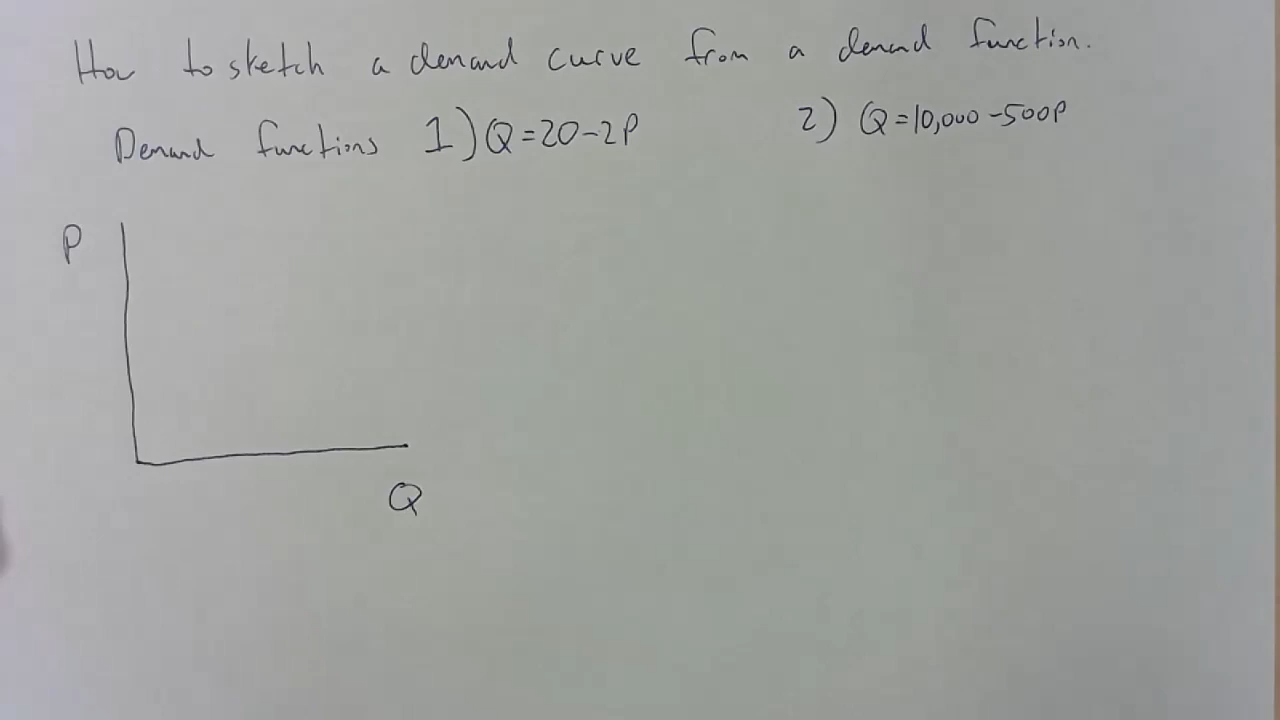 How to sketch a demand curve from a demand function.
Demand functions 1) Q=20-2P 2) Q=10,000-500P
P
Q